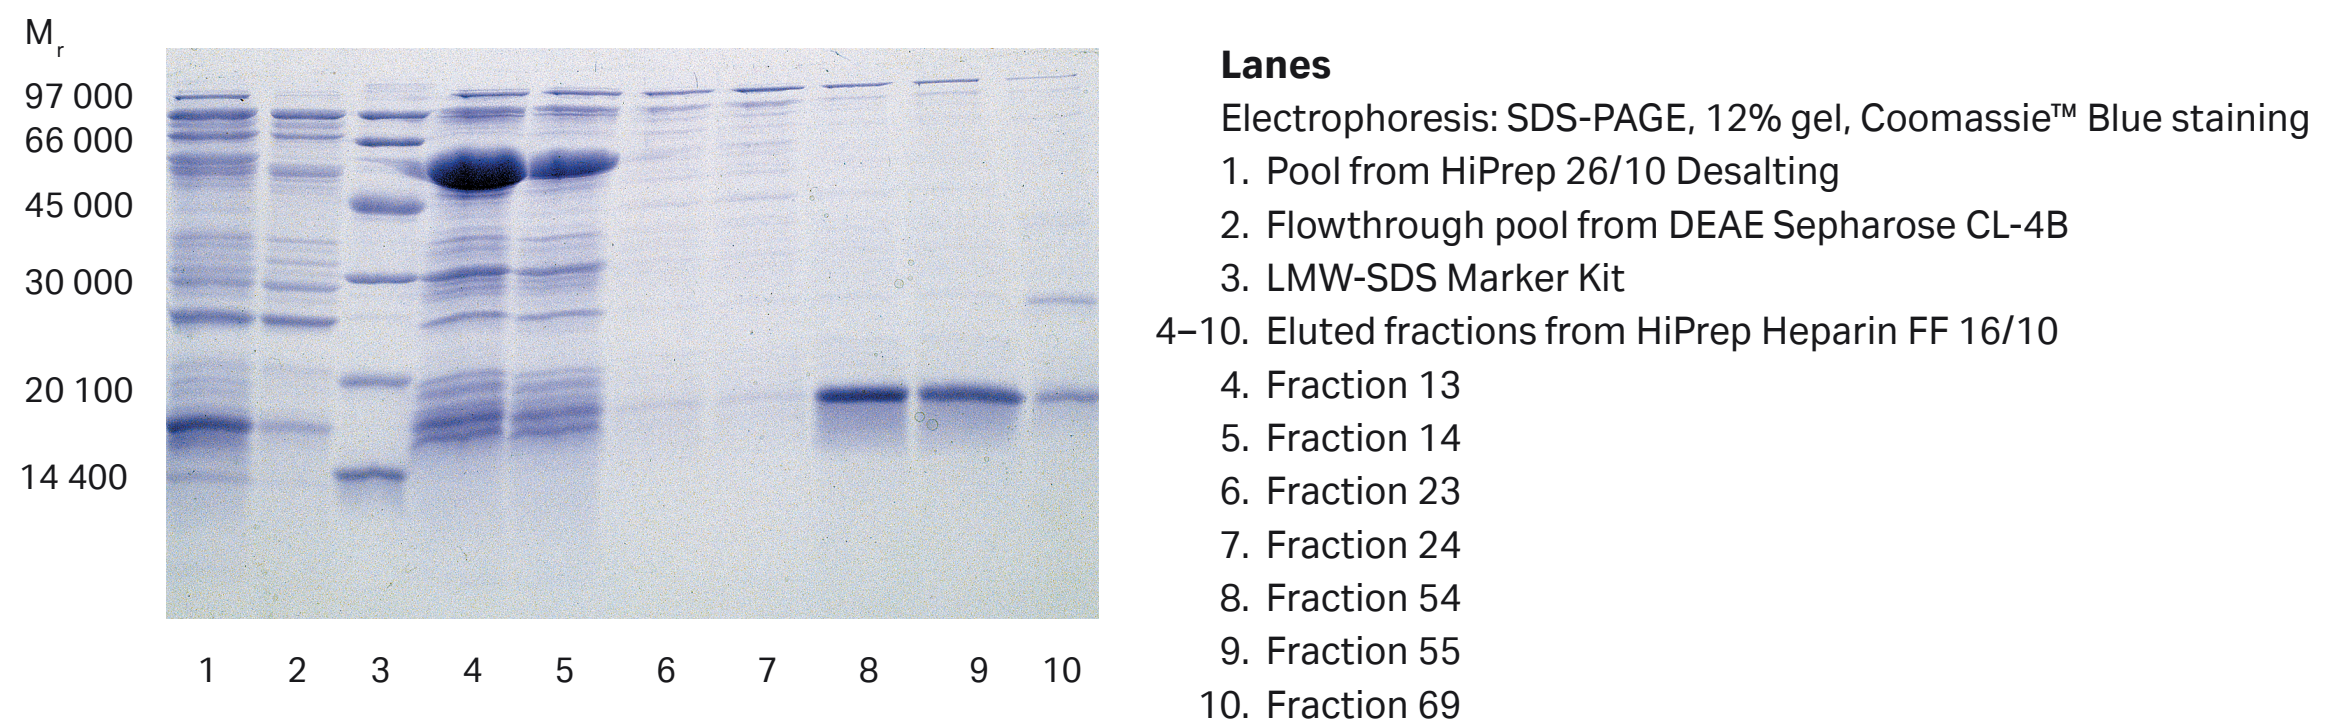 Mr
97 000
66 000
45 000
30 000
20 100
14 400
1 2 3 4 5 6 7 8 9 10
Lanes
Electrophoresis: SDS-PAGE, 12% gel, Coomassie™ Blue staining
1. Pool from HiPrep 26/10 Desalting
2. Flowthrough pool from DEAE Sepharose CL-4B
3. LMW-SDS Marker Kit
4–10. Eluted fractions from HiPrep Heparin FF 16/10
4. Fraction 13
5. Fraction 14
6. Fraction 23
7. Fraction 24
8. Fraction 54
9. Fraction 55
10. Fraction 69